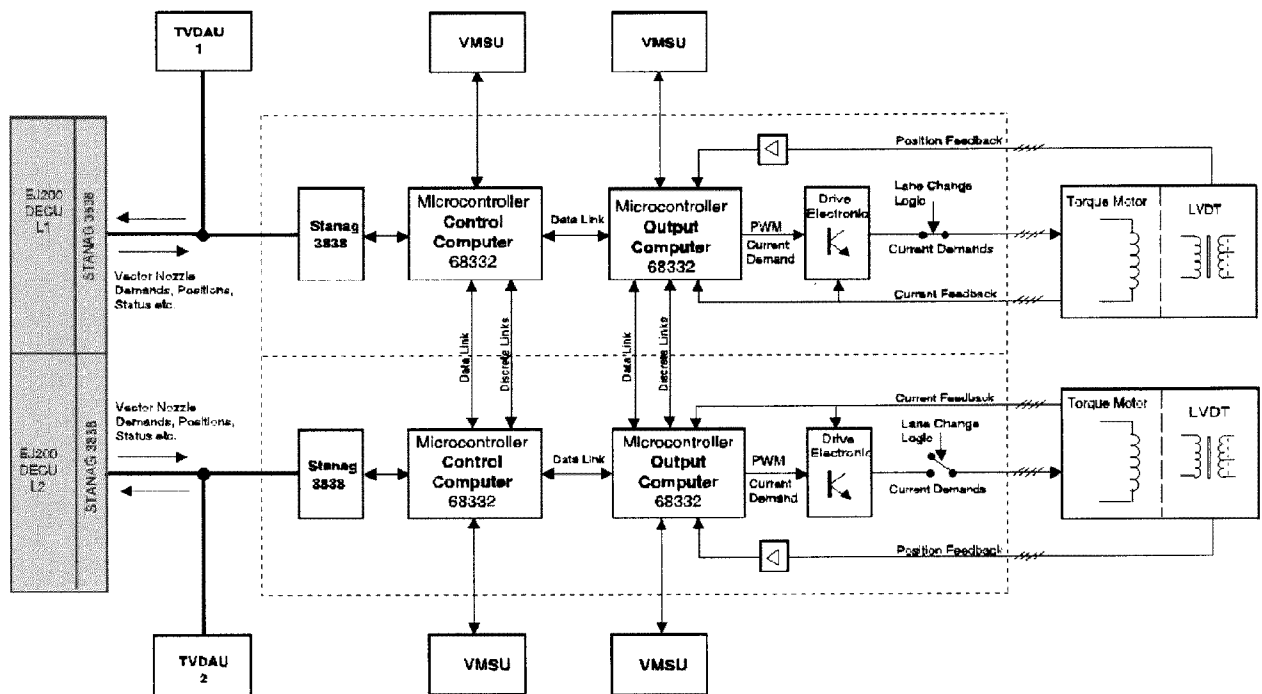 TVDAU
1
VMSU
VMSU
EJ200
DECU
L1
STANAG 3838
Vector Nozzle
Demands, Positions,
Status etc.
Stanag
3838
Microcontroller
Control
Computer
68332
Data Link
Microcontroller
Output
Computer
68332
PWM
Current
Demand
Drive
Electronic
Lane Change
Logic
Current Demands
Position Feedback
Current Feedback
Torque Motor
LVDT
Data Link
Discrete Links
Data Link
Discrete Links
EJ200
DECU
L2
STANAG 3838
Vector Nozzle
Demands, Positions,
Status etc.
Stanag
3838
Microcontroller
Control
Computer
68332
Data Link
Microcontroller
Output
Computer
68332
PWM
Current
Demand
Drive
Electronic
Current Feedback
Lane Change
Logic
Current Demands
Position Feedback
Torque Motor
LVDT
TVDAU
2
VMSU
VMSU